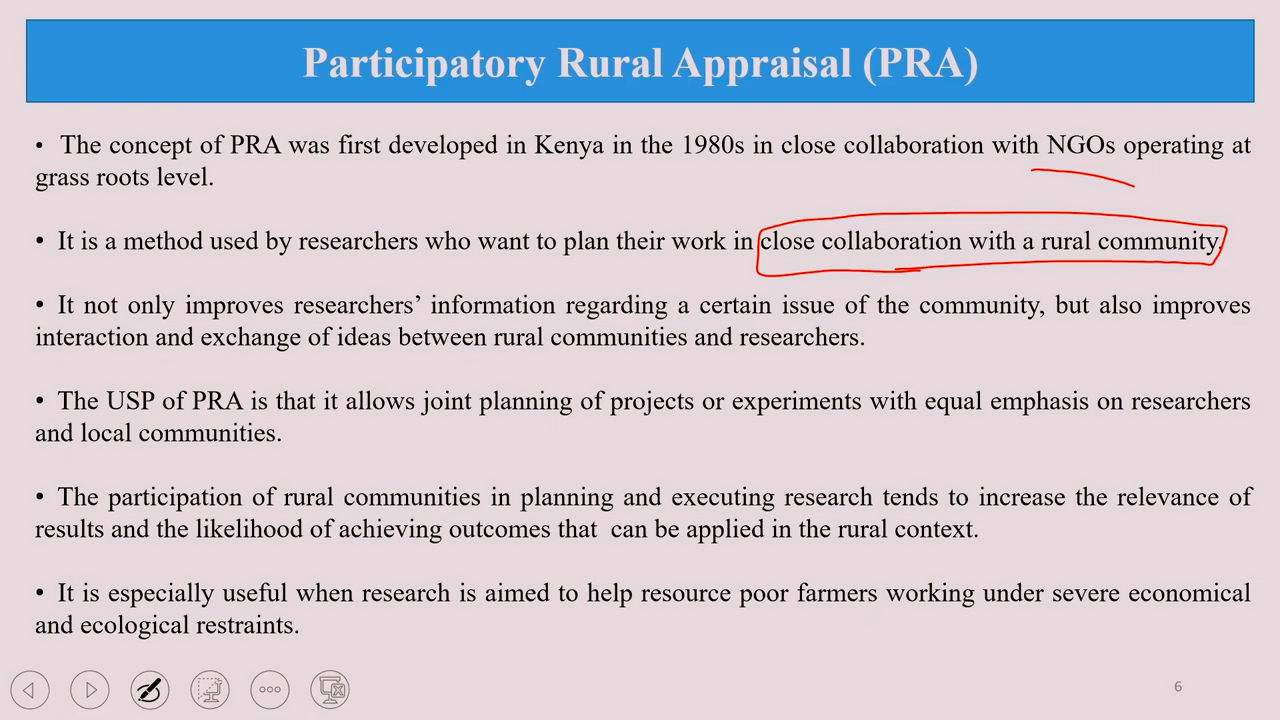 Participatory Rural Appraisal (PRA)
• The concept of PRA was first developed in Kenya in the 1980s in close collaboration with NGOs operating at
grass roots level.
• It is a method used by researchers who want to plan their work in close collaboration with a rural community.
• It not only improves researchers’ information regarding a certain issue of the community, but also improves
interaction and exchange of ideas between rural communities and researchers.
• The USP of PRA is that it allows joint planning of projects or experiments with equal emphasis on researchers
and local communities.
• The participation of rural communities in planning and executing research tends to increase the relevance of
results and the likelihood of achieving outcomes that  can be applied in the rural context.
• It is especially useful when research is aimed to help resource poor farmers working under severe economical
and ecological restraints.
6